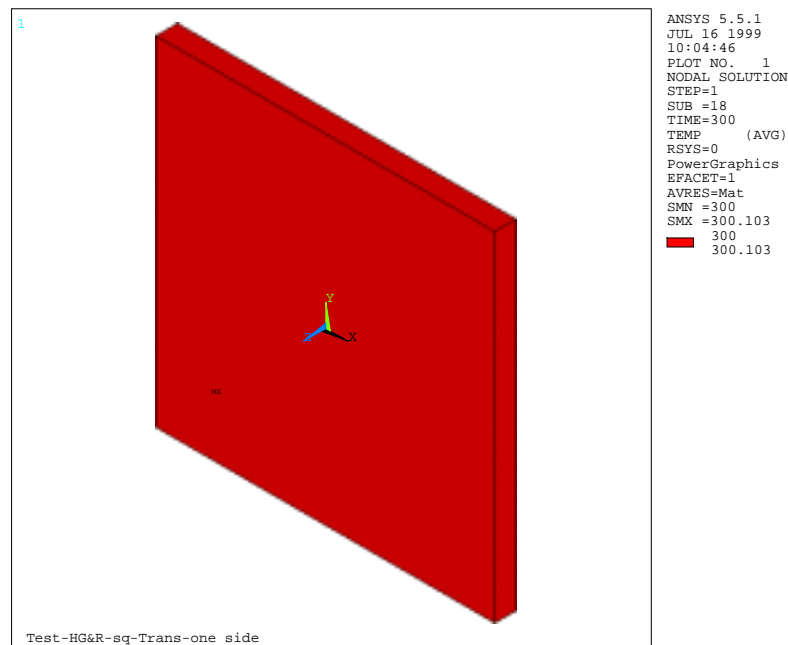 1
ANSYS 5.5.1
JUL 16 1999
10:04:46
PLOT NO.   1
NODAL SOLUTION
STEP=1
SUB =18
TIME=300
TEMP     (AVG)
RSYS=0
PowerGraphics
EFACET=1
AVRES=Mat
SMN =300
SMX =300.103
300
300.103
Y
Z
X
MX
Test-HG&R-sq-Trans-one side